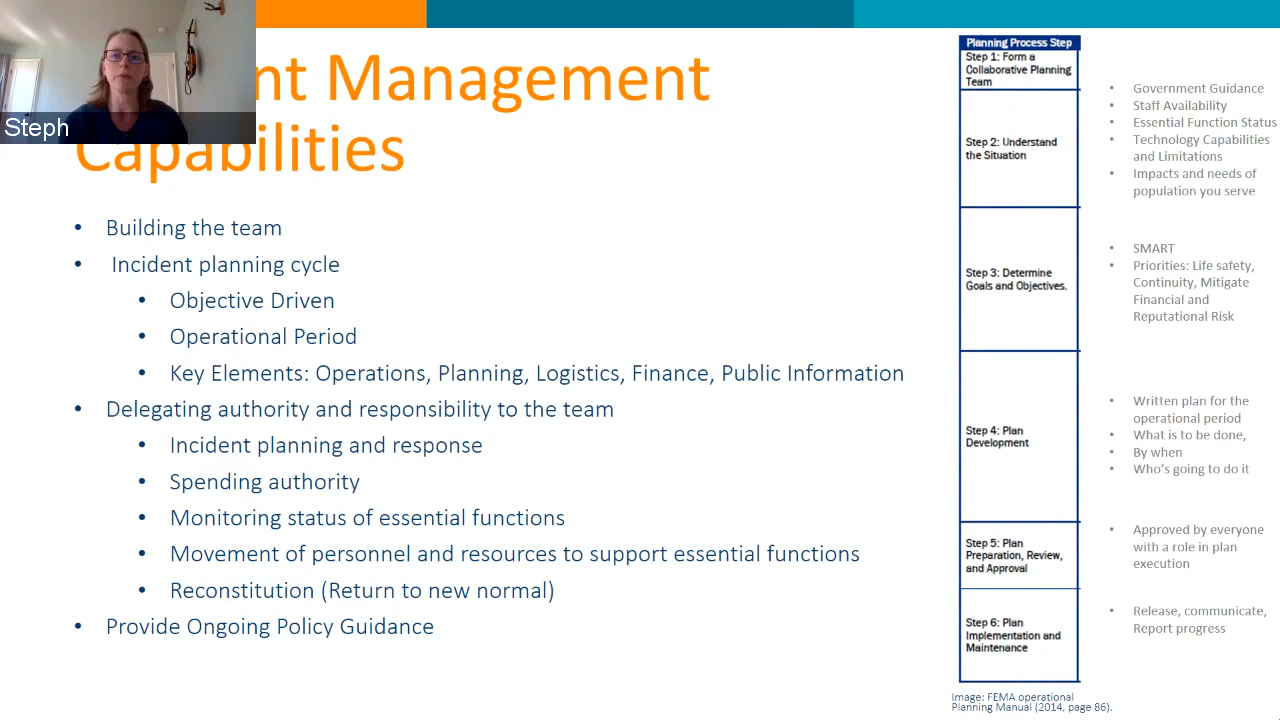 Steph
nt Management
Capabilities
• Building the team
• Incident planning cycle
• Objective Driven
• Operational Period
• Key Elements: Operations, Planning, Logistics, Finance, Public Information
• Delegating authority and responsibility to the team
• Incident planning and response
• Spending authority
• Monitoring status of essential functions
• Movement of personnel and resources to support essential functions
• Reconstitution (Return to new normal)
• Provide Ongoing Policy Guidance
Planning Process Step
Step 1: Form a
Collaborative Planning
Team
Step 2: Understand
the Situation
• Government Guidance
• Staff Availability
• Essential Function Status
• Technology Capabilities
and Limitations
• Impacts and needs of
population you serve
Step 3: Determine
Goals and Objectives.
• SMART
• Priorities: Life safety,
Continuity, Mitigate
Financial and
Reputational Risk
Step 4: Plan
Development
• Written plan for the
operational period
• What is to be done,
• By when
• Who's going to do it
Step 5: Plan
Preparation, Review,
and Approval
• Approved by everyone
with a role in plan
execution
Step 6: Plan
Implementation and
Maintenance
• Release, communicate,
Report progress
Image: FEMA operational
Planning Manual (2014, page 86).